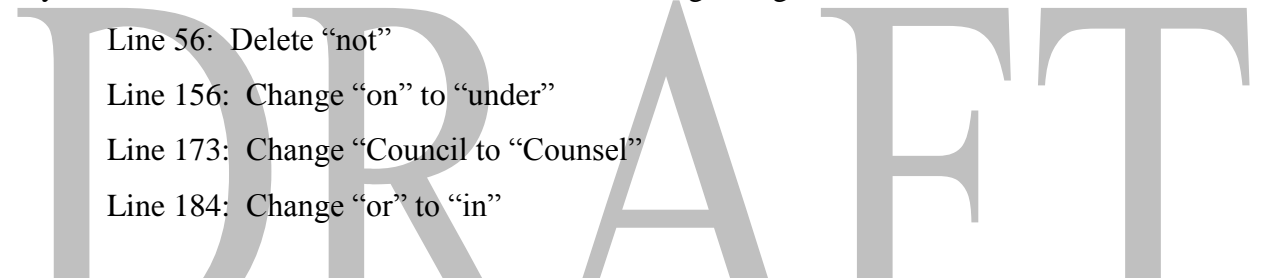 Line 56: Delete “not”
Line 156: Change “on” to “under”
Line 173: Change “Council to “Counsel”
Line 184: Change “or” to “in”
DRAFT